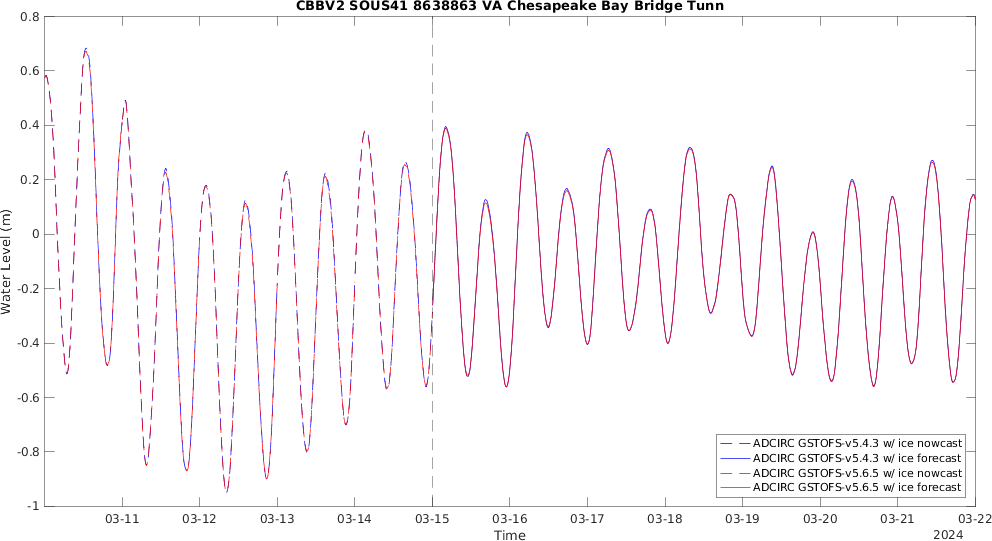 CBBV2 SOUS41 8638863 VA Chesapeake Bay Bridge Tunn
0.8
0.6
0.4
0.2
0
-0.2
-0.4
-0.6
-0.8
-1
Water Level (m)
ADCIRC GSTOFS-v5.4.3 w/ ice nowcast
ADCIRC GSTOFS-v5.4.3 w/ ice forecast
ADCIRC GSTOFS-v5.6.5 w/ ice nowcast
ADCIRC GSTOFS-v5.6.5 w/ ice forecast
03-11 03-12 03-13 03-14 03-15 03-16 03-17 03-18 03-19 03-20 03-21 03-22
Time
2024